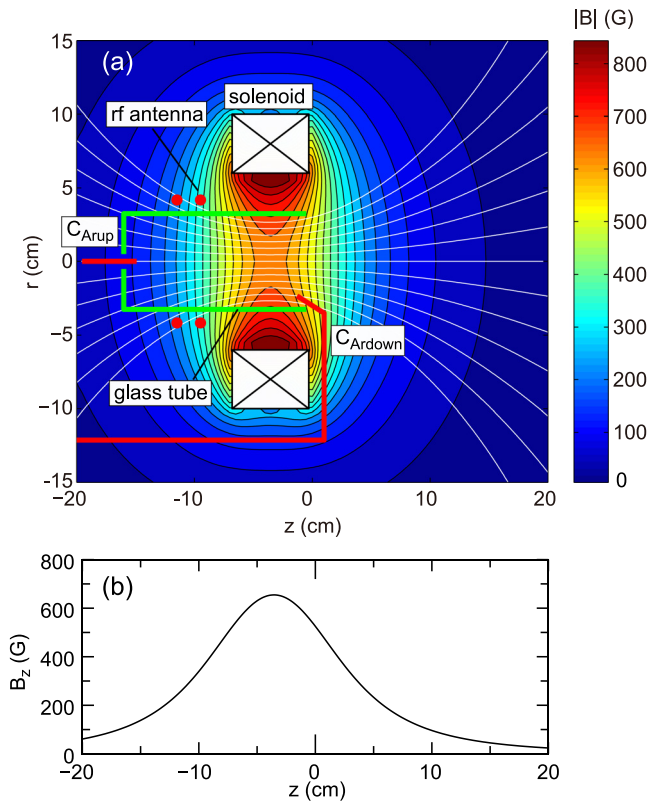 |B| (G)
(a)
solenoid
rf antenna
C_Arup
C_Ardown
glass tube
15
10
5
0
−5
−10
-15
r (cm)
−20
−10
0
10
20
z (cm)
800
700
600
500
400
300
200
100
0
(b)
800
600
400
200
0
B_z (G)
−20
−10
0
10
20
z (cm)